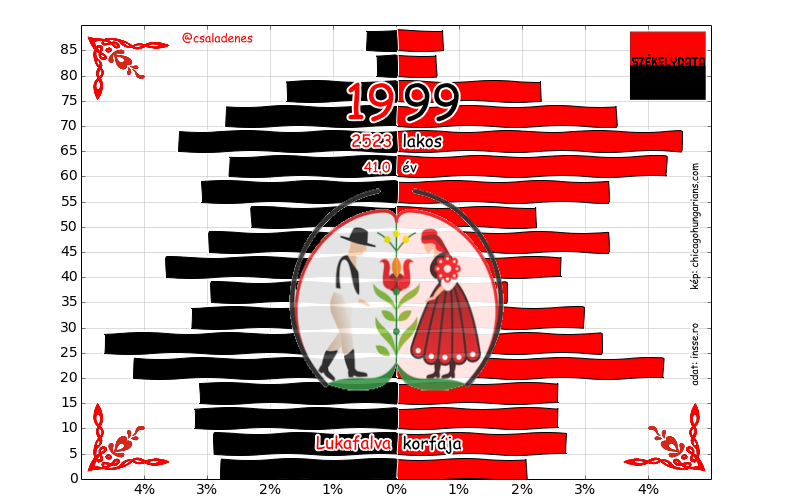 @csaladenes
SZÉKELYDATA
1999
2523 lakos
41,0 év
Lukafalva korfája
kép: chicagohungarians.com
adat: insse.ro
85
80
75
70
65
60
55
50
45
40
35
30
25
20
15
10
5
0
4% 3% 2% 1% 0% 1% 2% 3% 4%